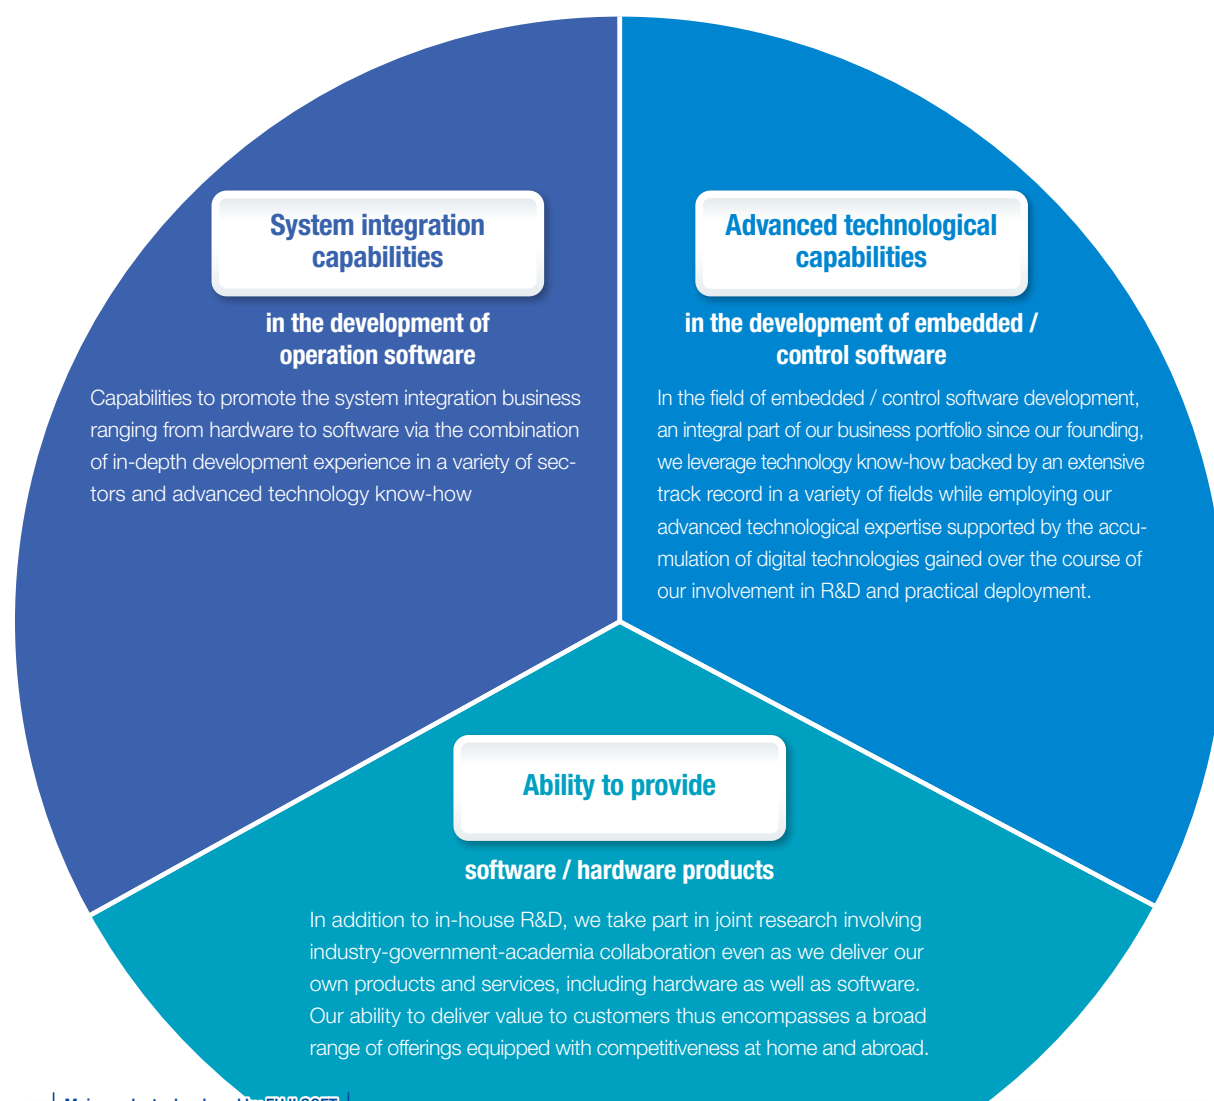 System integration
capabilities
in the development of
operation software
Capabilities to promote the system integration business
ranging from hardware to software via the combination
of in-depth development experience in a variety of sec-
tors and advanced technology know-how
Advanced technological
capabilities
in the development of embedded /
control software
In the field of embedded / control software development,
an integral part of our business portfolio since our founding,
we leverage technology know-how backed by an extensive
track record in a variety of fields while employing our
advanced technological expertise supported by the accu-
mulation of digital technologies gained over the course of
our involvement in R&D and practical deployment.
Ability to provide
software / hardware products
In addition to in-house R&D, we take part in joint research involving
industry-government-academia collaboration even as we deliver our
own products and services, including hardware as well as software.
Our ability to deliver value to customers thus encompasses a broad
range of offerings equipped with competitiveness at home and abroad.